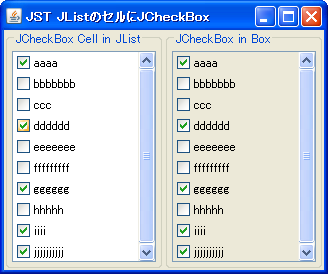 JST JListのセルにJCheckBox
JCheckBox Cell in JList
aaaa
bbbbbbb
ccc
dddddd
eeeeeee
fffffffff
gggggg
hhhhh
iiii
jjjjjjjjjj
JCheckBox in Box
aaaa
bbbbbbb
ccc
dddddd
eeeeeee
fffffffff
gggggg
hhhhh
iiii
jjjjjjjjjj